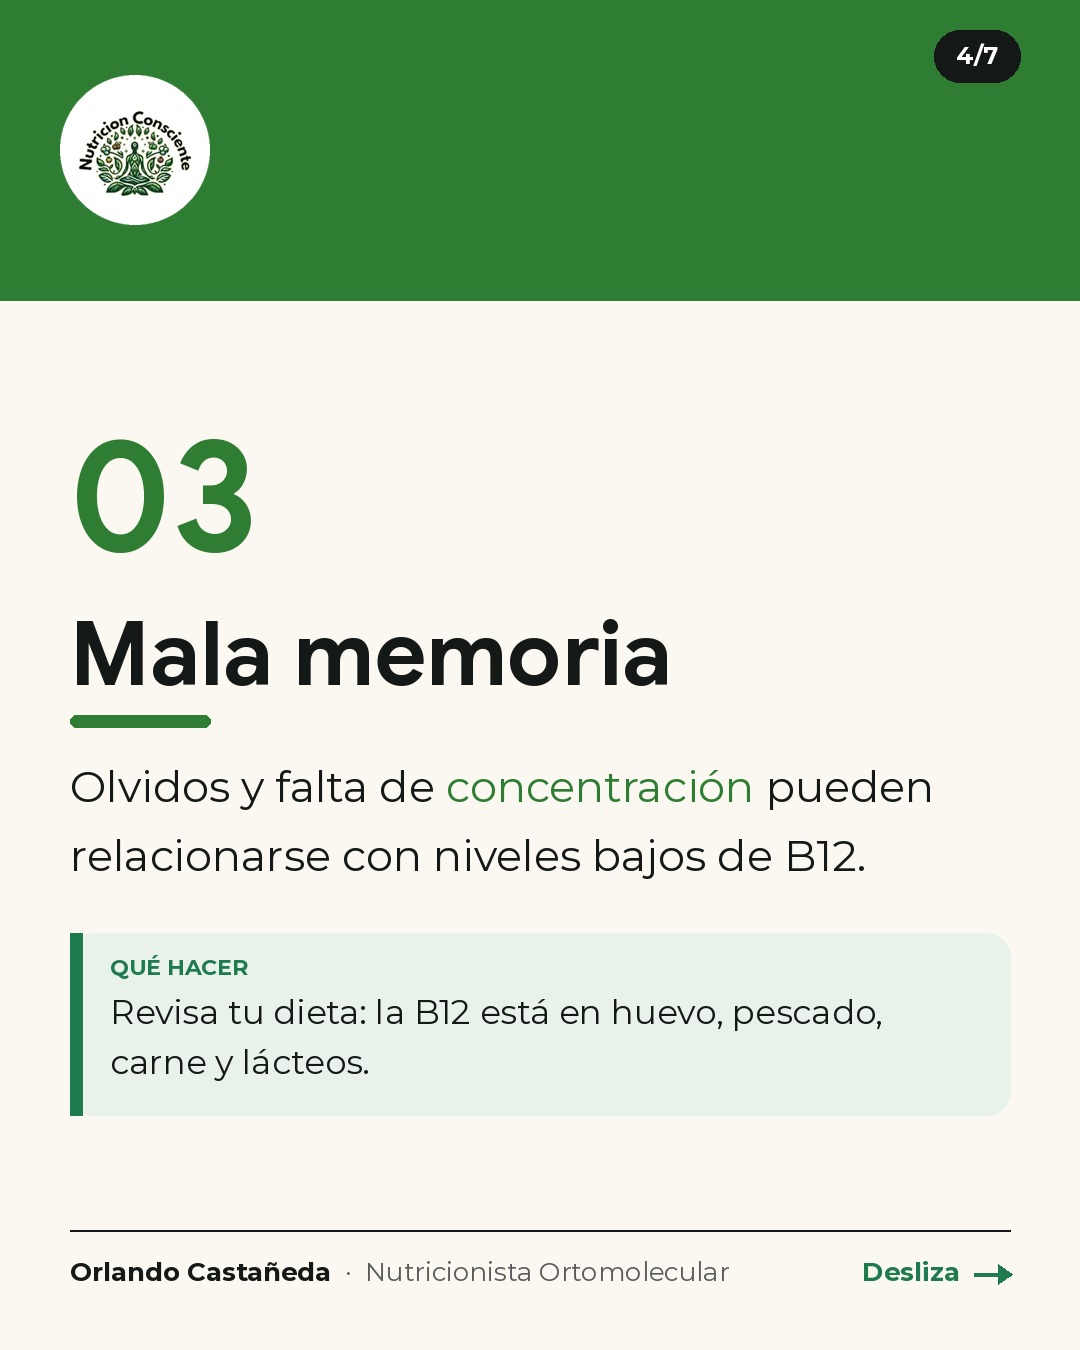 4/7
Nutricion Consciente
03
Mala memoria
Olvidos y falta de concentración pueden
relacionarse con niveles bajos de B12.
QUÉ HACER
Revisa tu dieta: la B12 está en huevo, pescado,
carne y lácteos.
Orlando Castañeda · Nutricionista Ortomolecular
Desliza →